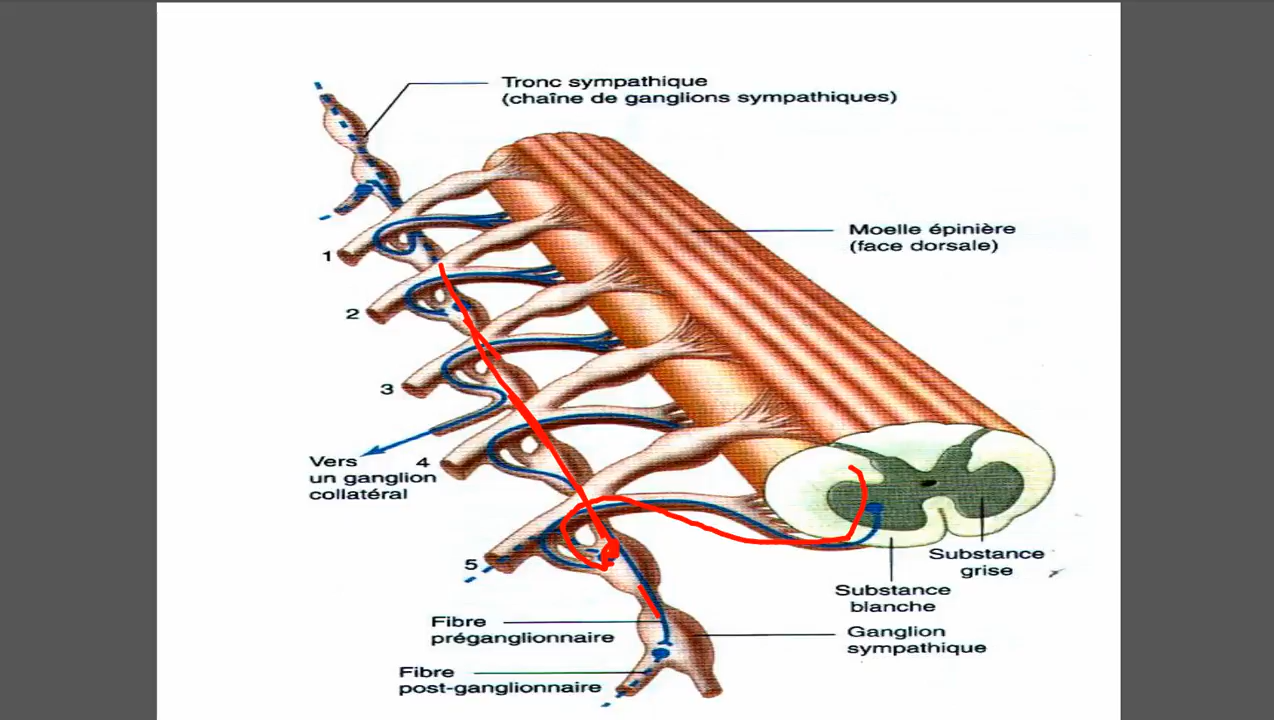 Tronc sympathique
(chaîne de ganglions sympathiques)
Moelle épinière
(face dorsale)
1
2
3
Vers
un ganglion
collatéral
4
5
Substance
grise
Substance
blanche
Fibre
préganglionnaire
Ganglion
sympathique
Fibre
post-ganglionnaire